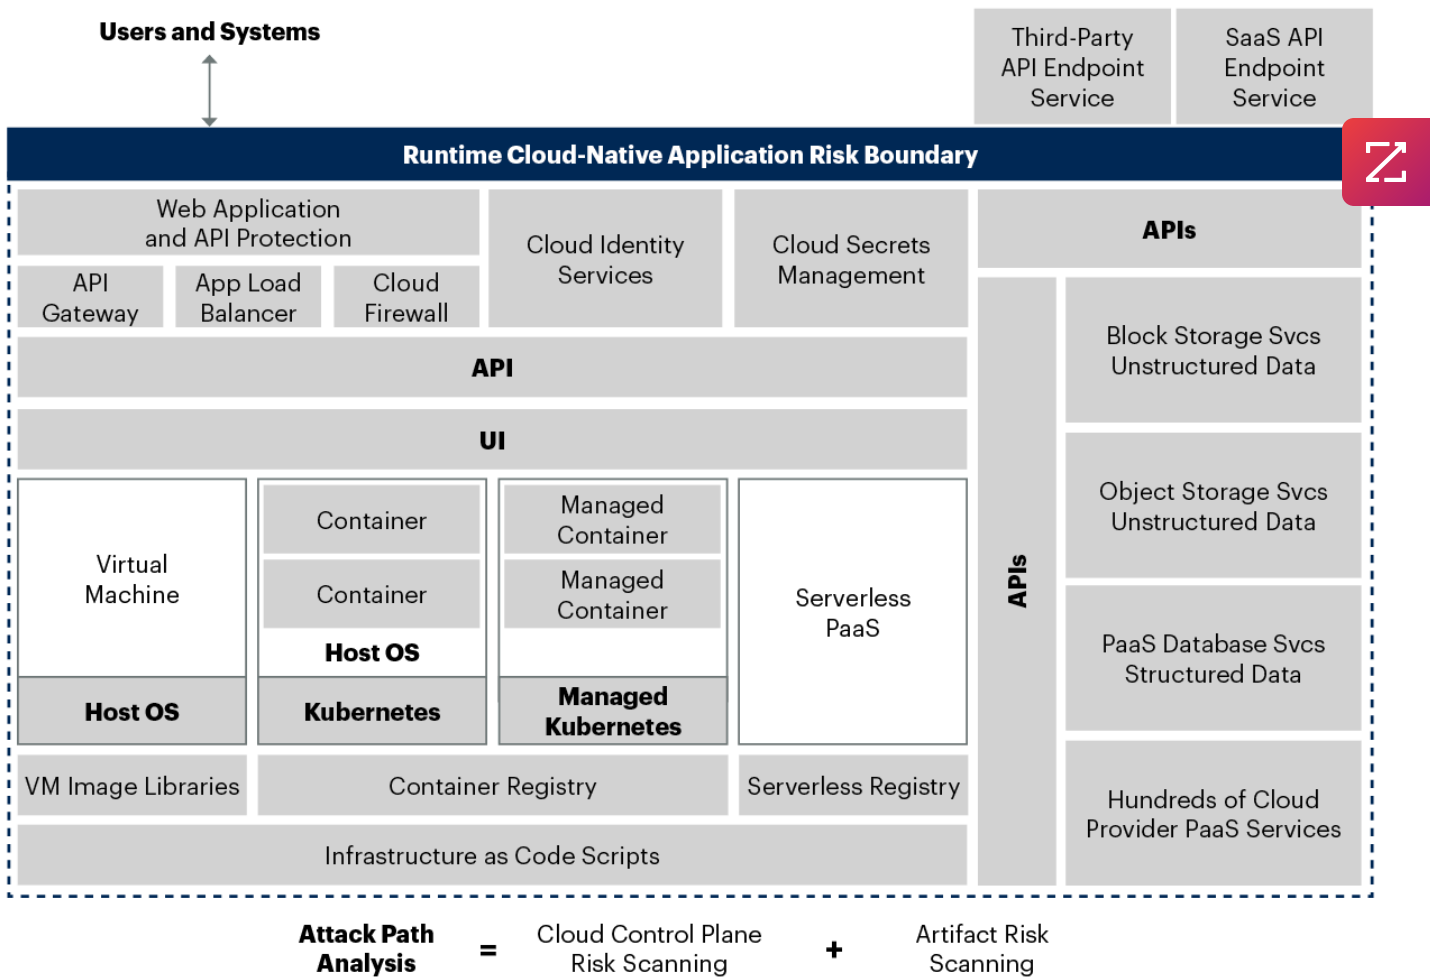 Users and Systems
Third-Party
API Endpoint
Service
SaaS API
Endpoint
Service
Runtime Cloud-Native Application Risk Boundary
Web Application
and API Protection
API
Gateway
App Load
Balancer
Cloud
Firewall
Cloud Identity
Services
Cloud Secrets
Management
APIs
API
UI
Virtual
Machine
Host OS
Container
Container
Host OS
Kubernetes
Managed
Container
Managed
Container
Managed
Kubernetes
Serverless
PaaS
VM Image Libraries
Container Registry
Serverless Registry
Infrastructure as Code Scripts
APIs
Block Storage Svcs
Unstructured Data
Object Storage Svcs
Unstructured Data
PaaS Database Svcs
Structured Data
Hundreds of Cloud
Provider PaaS Services
Attack Path
Analysis
=
Cloud Control Plane
Risk Scanning
+
Artifact Risk
Scanning